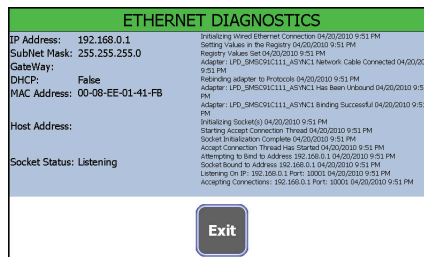 ETHERNET DIAGNOSTICS
IP Address: 192.168.0.1
SubNet Mask: 255.255.255.0
GateWay:
DHCP: False
MAC Address: 00-08-EE-01-41-FB
Host Address:
Socket Status: Listening
Initializing Wired Ethernet Connection 04/20/2010 9:51 PM
Setting Values in the Registry 04/20/2010 9:51 PM
Registry Values Set 04/20/2010 9:51 PM
Adapter: LPD_SMSC91C111_ASYNC1 Network Cable Connected 04/20/20
9:51 PM
Rebinding adapter to Protocols 04/20/2010 9:51 PM
Adapter: LPD_SMSC91C111_ASYNC1 Has Been Unbound 04/20/2010 9:5
PM
Adapter: LPD_SMSC91C111_ASYNC1 Binding Successful 04/20/2010 9:5
PM
Initializing Socket(s) 04/20/2010 9:51 PM
Starting Accept Connection Thread 04/20/2010 9:51 PM
Socket Initialization Complete 04/20/2010 9:51 PM
Accept Connection Thread Has Started 04/20/2010 9:51 PM
Attempting to Bind to Address 192.168.0.1 04/20/2010 9:51 PM
Socket Bound to Address 192.168.0.1 04/20/2010 9:51 PM
Listening On IP: 192.168.0.1 Port: 10001 04/20/2010 9:51 PM
Accepting Connections: 192.168.0.1 Port: 10001 04/20/2010 9:51 PM
Exit